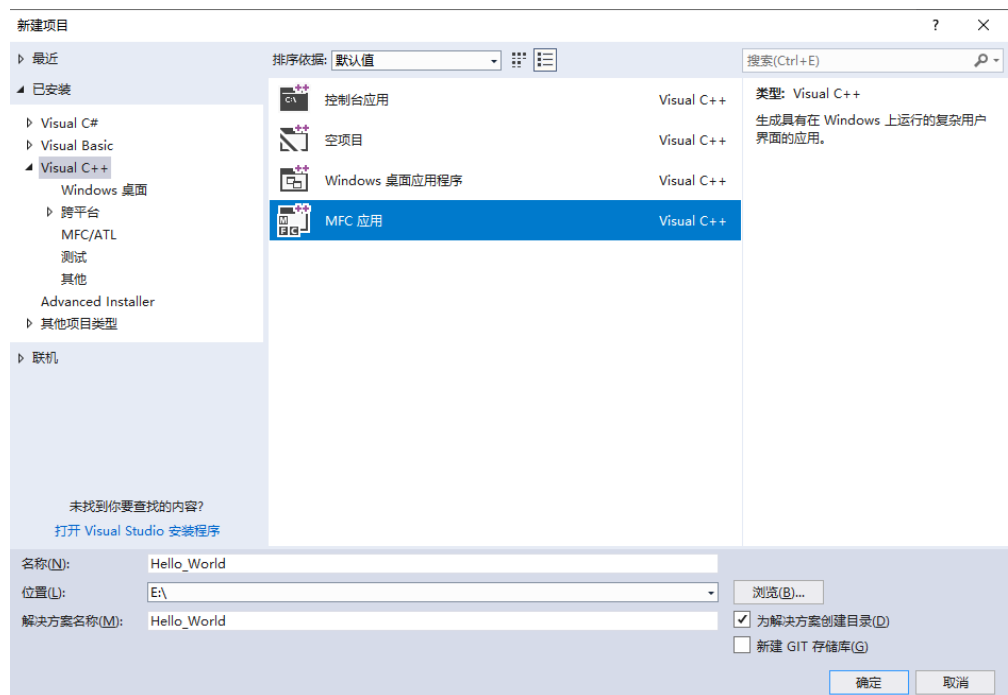 新建项目
?
最近
已安装
Visual C#
Visual Basic
Visual C++
Windows 桌面
跨平台
MFC/ATL
测试
其他
Advanced Installer
其他项目类型
联机
未找到你要查找的内容?
打开 Visual Studio 安装程序
排序依据: 默认值
控制台应用 Visual C++
空项目 Visual C++
Windows 桌面应用程序 Visual C++
MFC 应用 Visual C++
搜索(Ctrl+E)
类型: Visual C++
生成具有在 Windows 上运行的复杂用户
界面的应用。
名称(N): Hello_World
位置(L): E:\
浏览(B)...
解决方案名称(M): Hello_World
为解决方案创建目录(D)
新建 GIT 存储库(G)
确定 取消